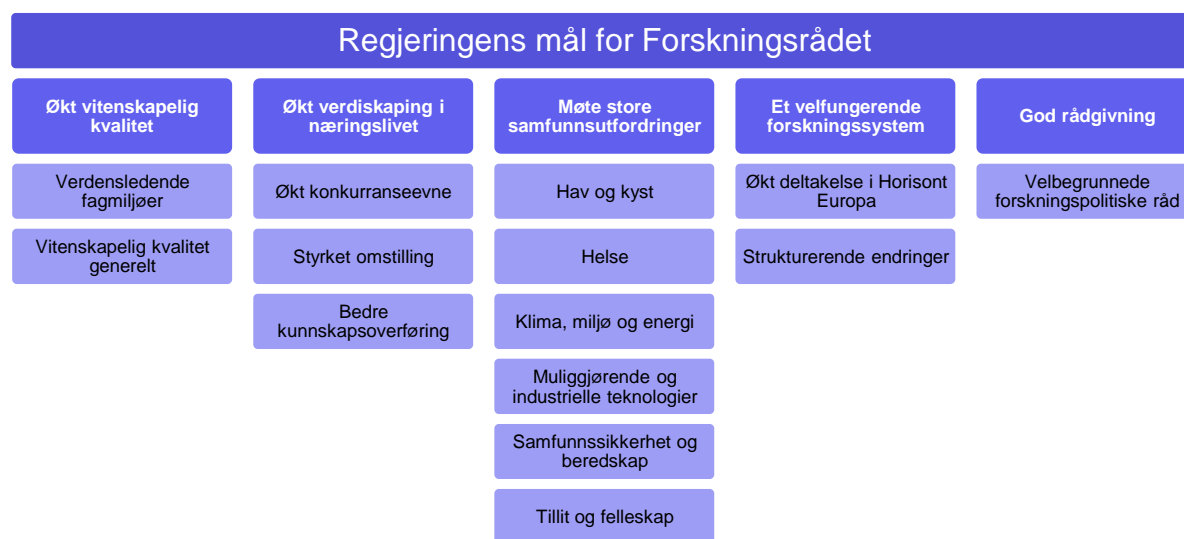 Regjeringens mål for Forskningsrådet
Økt vitenskapelig
kvalitet
Verdensledende
fagmiljøer
Vitenskapelig kvalitet
generelt
Økt verdiskaping i
næringslivet
Økt konkurranseevne
Styrket omstilling
Bedre
kunnskapsoverføring
Møte store
samfunnsutfordringer
Hav og kyst
Helse
Klima, miljø og energi
Muliggjørende og
industrielle teknologier
Samfunnssikkerhet og
beredskap
Tillit og felleskap
Et velfungerende
forskningssystem
Økt deltakelse i Horisont
Europa
Strukturerende endringer
God rådgivning
Velbegrunnede
forskningspolitiske råd